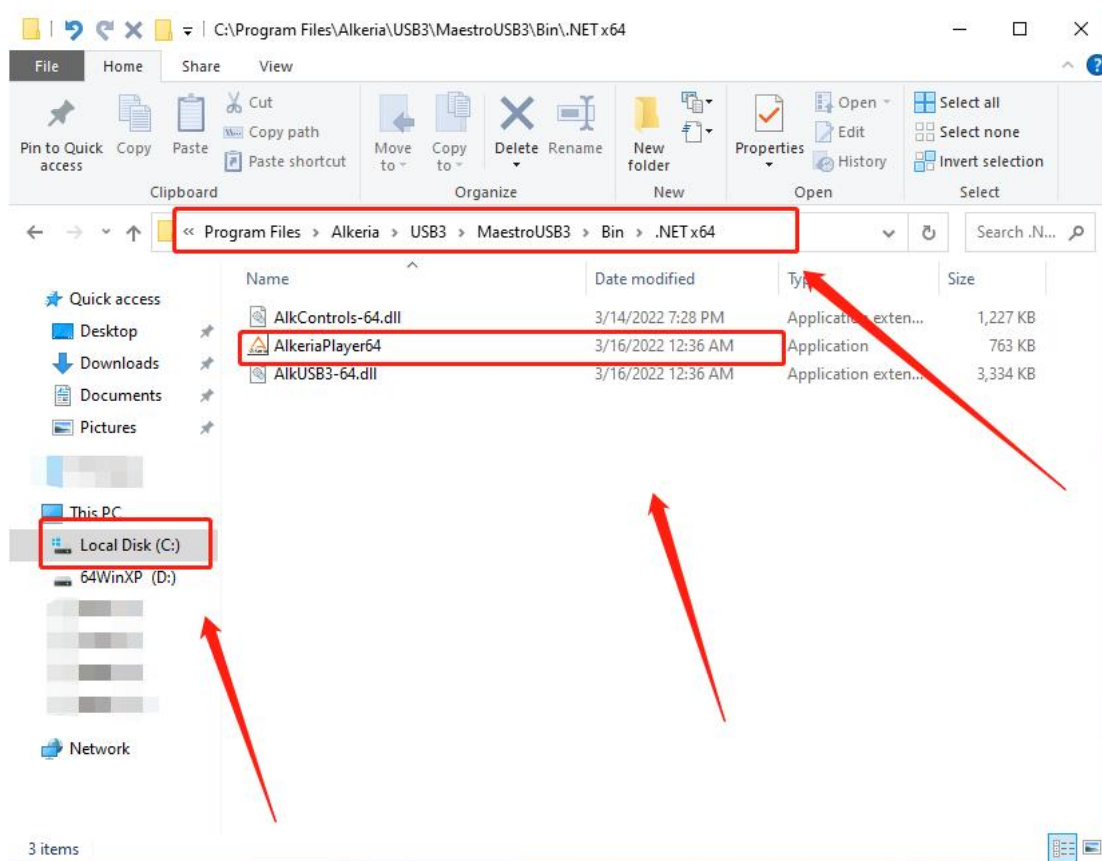 C:\Program Files\Alkeria\USB3\MaestroUSB3\Bin\.NET x64
File Home Share View
Pin to Quick access
Copy
Paste
Cut
Copy path
Paste shortcut
Clipboard
Move to
Copy to
Delete
Rename
Organize
New folder
New
Properties
Open
Edit
History
Open
Select all
Select none
Invert selection
Select
« Program Files › Alkeria › USB3 › MaestroUSB3 › Bin › .NET x64
Search .N...
Name Date modified Type Size
AlkControls-64.dll 3/14/2022 7:28 PM Application exten... 1,227 KB
AlkeriaPlayer64 3/16/2022 12:36 AM Application 763 KB
AlkUSB3-64.dll 3/16/2022 12:36 AM Application exten... 3,334 KB
Quick access
Desktop
Downloads
Documents
Pictures
This PC
Local Disk (C:)
64WinXP (D:)
Network
3 items